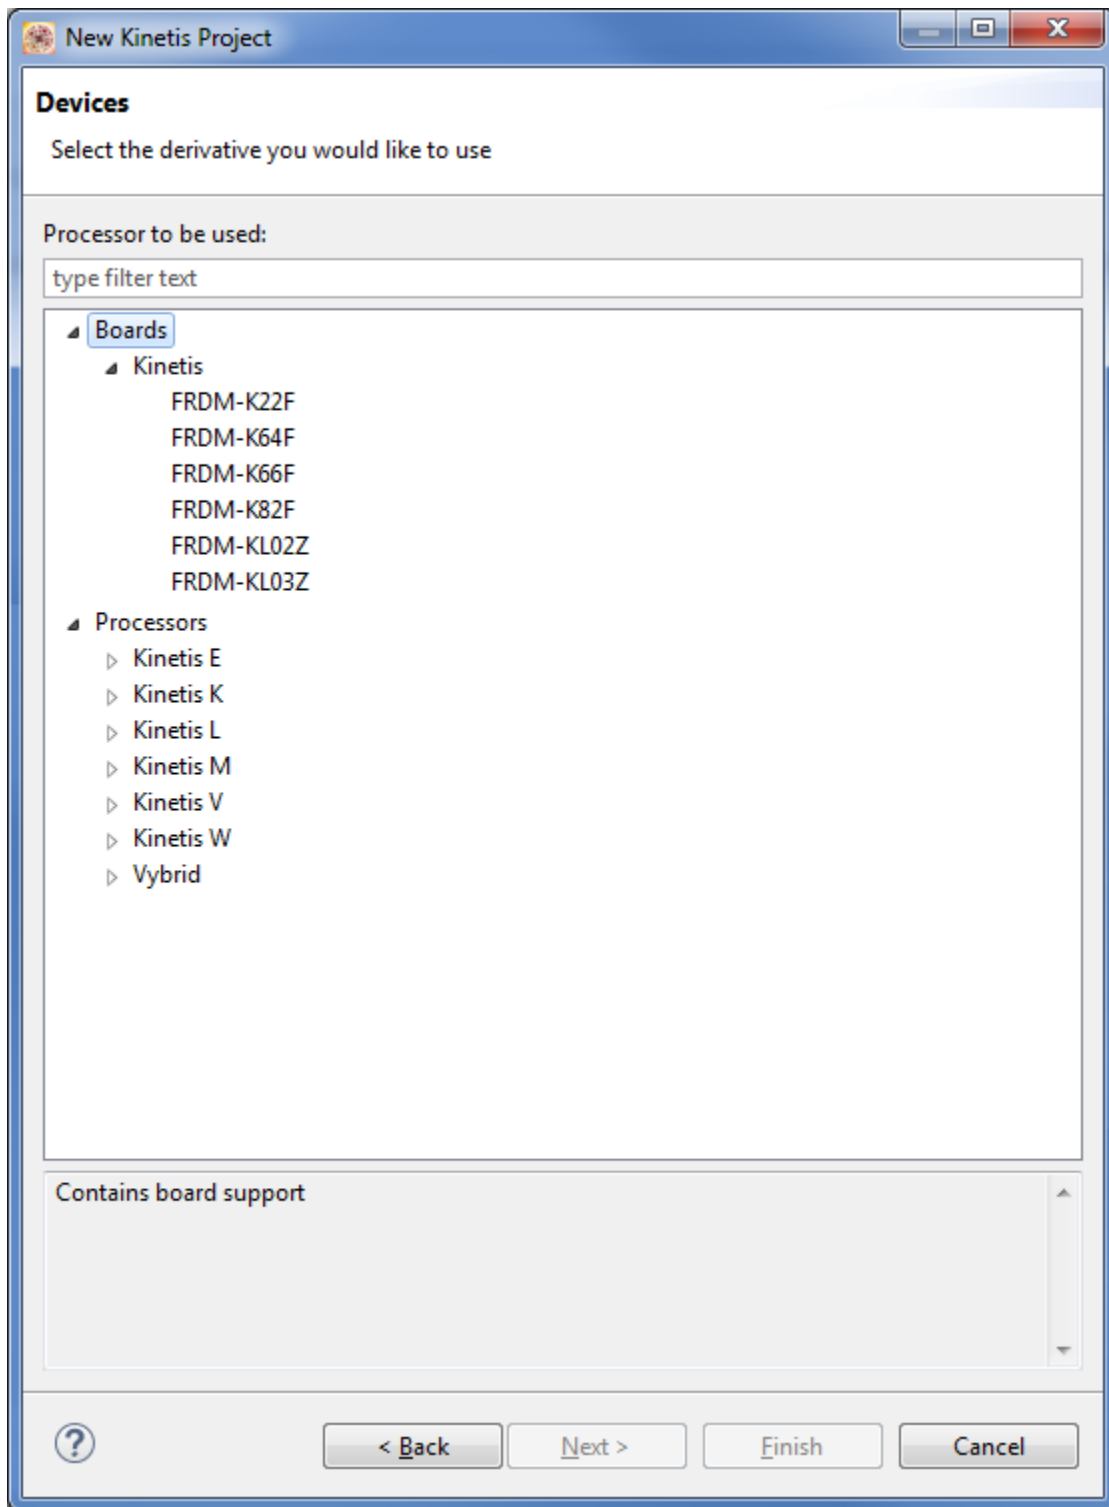 New Kinetis Project
Devices
Select the derivative you would like to use
Processor to be used:
type filter text
Boards
Kinetis
FRDM-K22F
FRDM-K64F
FRDM-K66F
FRDM-K82F
FRDM-KL02Z
FRDM-KL03Z
Processors
Kinetis E
Kinetis K
Kinetis L
Kinetis M
Kinetis V
Kinetis W
Vybrid
Contains board support
? < Back Next > Finish Cancel